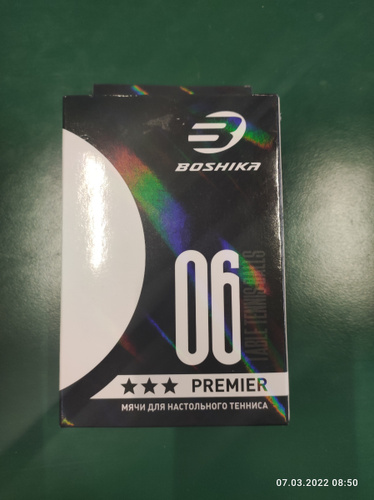 BOSHIKA
06
TABLE TENNIS BALLS
★★★ PREMIER
МЯЧИ ДЛЯ НАСТОЛЬНОГО ТЕННИСА
07.03.2022 08:50